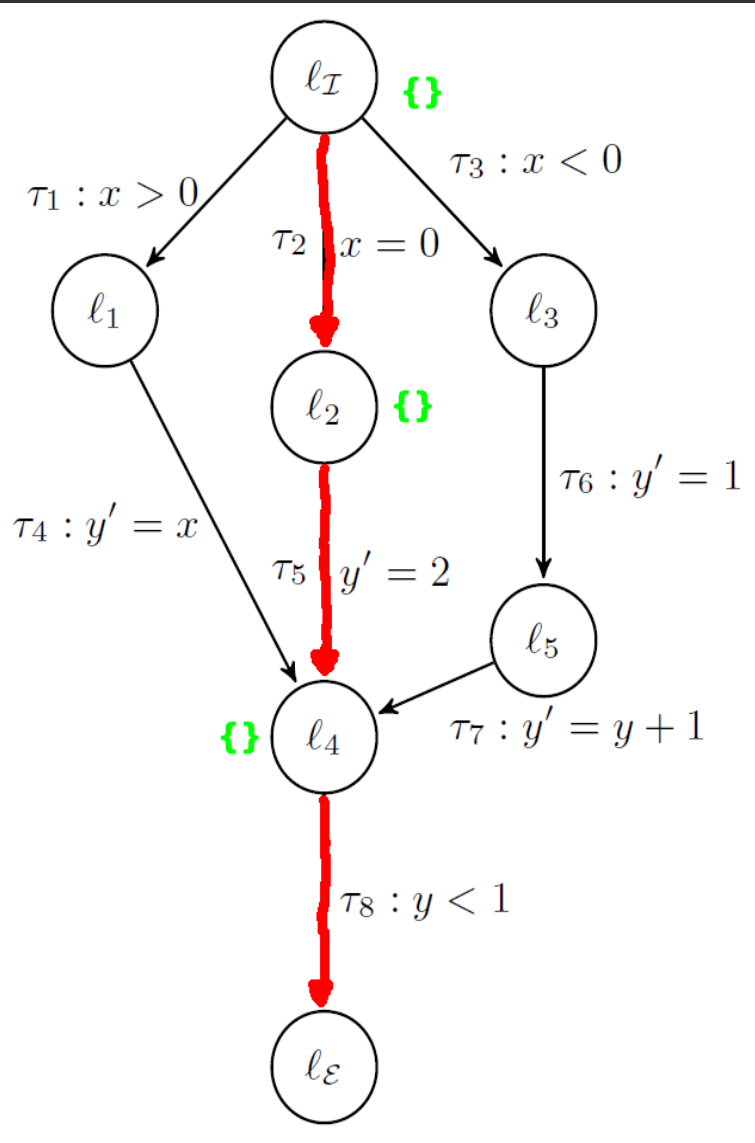 ℓ_I
{}
τ₃ : x < 0
τ₁ : x > 0
τ₂ x = 0
ℓ₁
ℓ₃
ℓ₂
{}
τ₆ : y′ = 1
τ₄ : y′ = x
τ₅ y′ = 2
ℓ₅
{}
ℓ₄
τ₇ : y′ = y + 1
τ₈ : y < 1
ℓ_ℰ